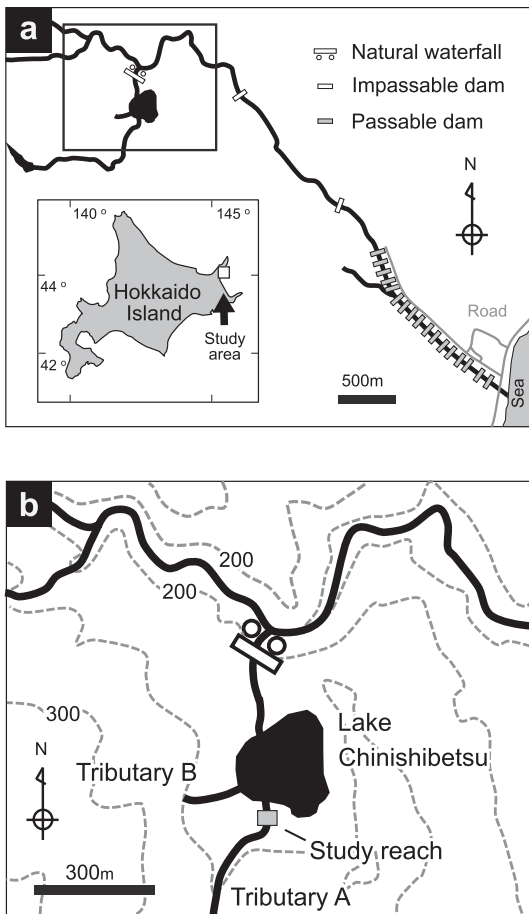 a
Natural waterfall
Impassable dam
Passable dam
N
140 o
145 o
44 o
Hokkaido
Island
Study
area
42 o
Road
500m
Sea
b
200
200
300
N
Lake
Chinishibetsu
Tributary B
Study reach
300m
Tributary A